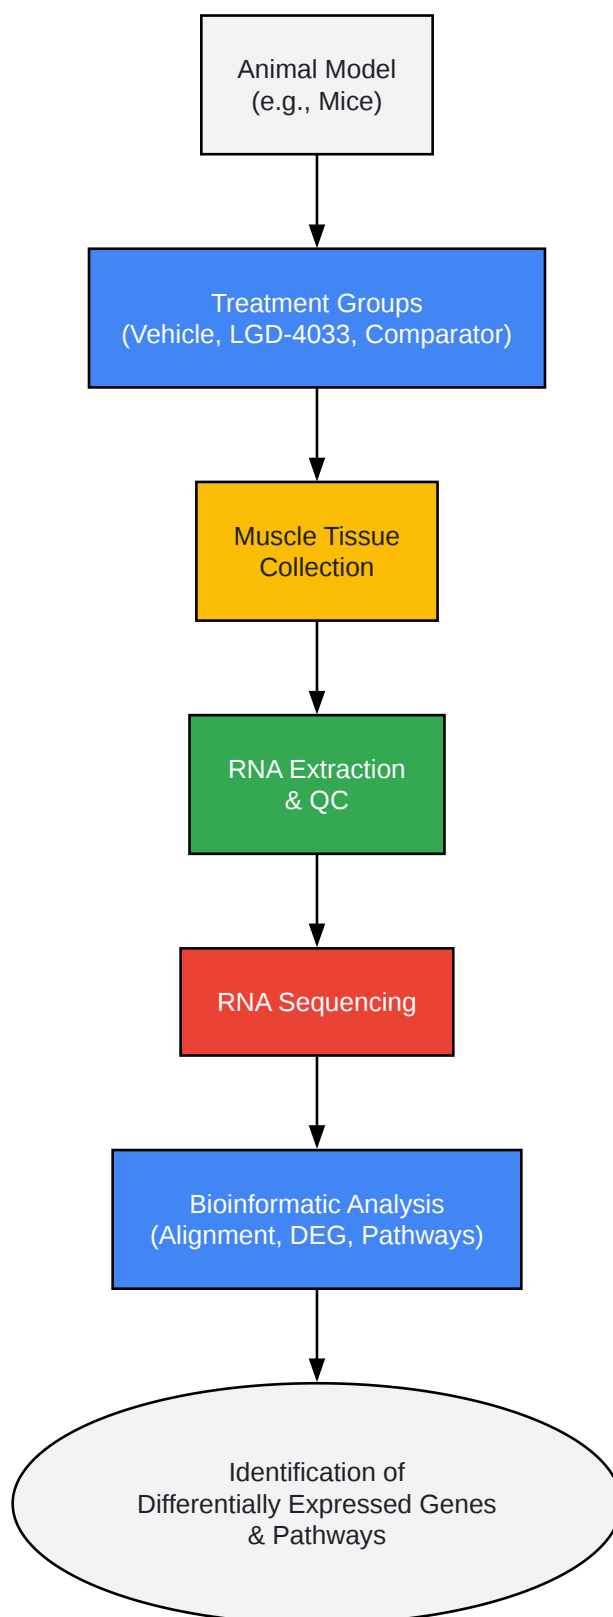 Animal Model
(e.g., Mice)
Treatment Groups
(Vehicle, LGD-4033, Comparator)
Muscle Tissue
Collection
RNA Extraction
& QC
RNA Sequencing
Bioinformatic Analysis
(Alignment, DEG, Pathways)
Identification of
Differentially Expressed Genes
& Pathways